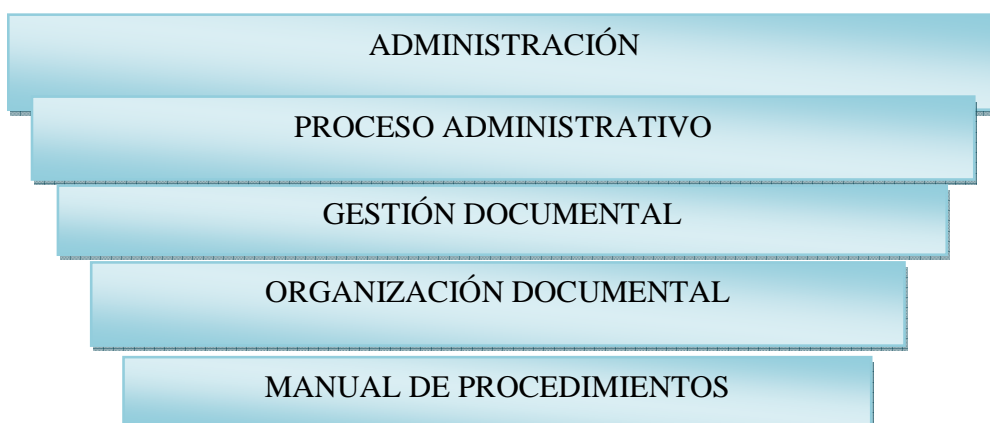 ADMINISTRACIÓN
PROCESO ADMINISTRATIVO
GESTIÓN DOCUMENTAL
ORGANIZACIÓN DOCUMENTAL
MANUAL DE PROCEDIMIENTOS